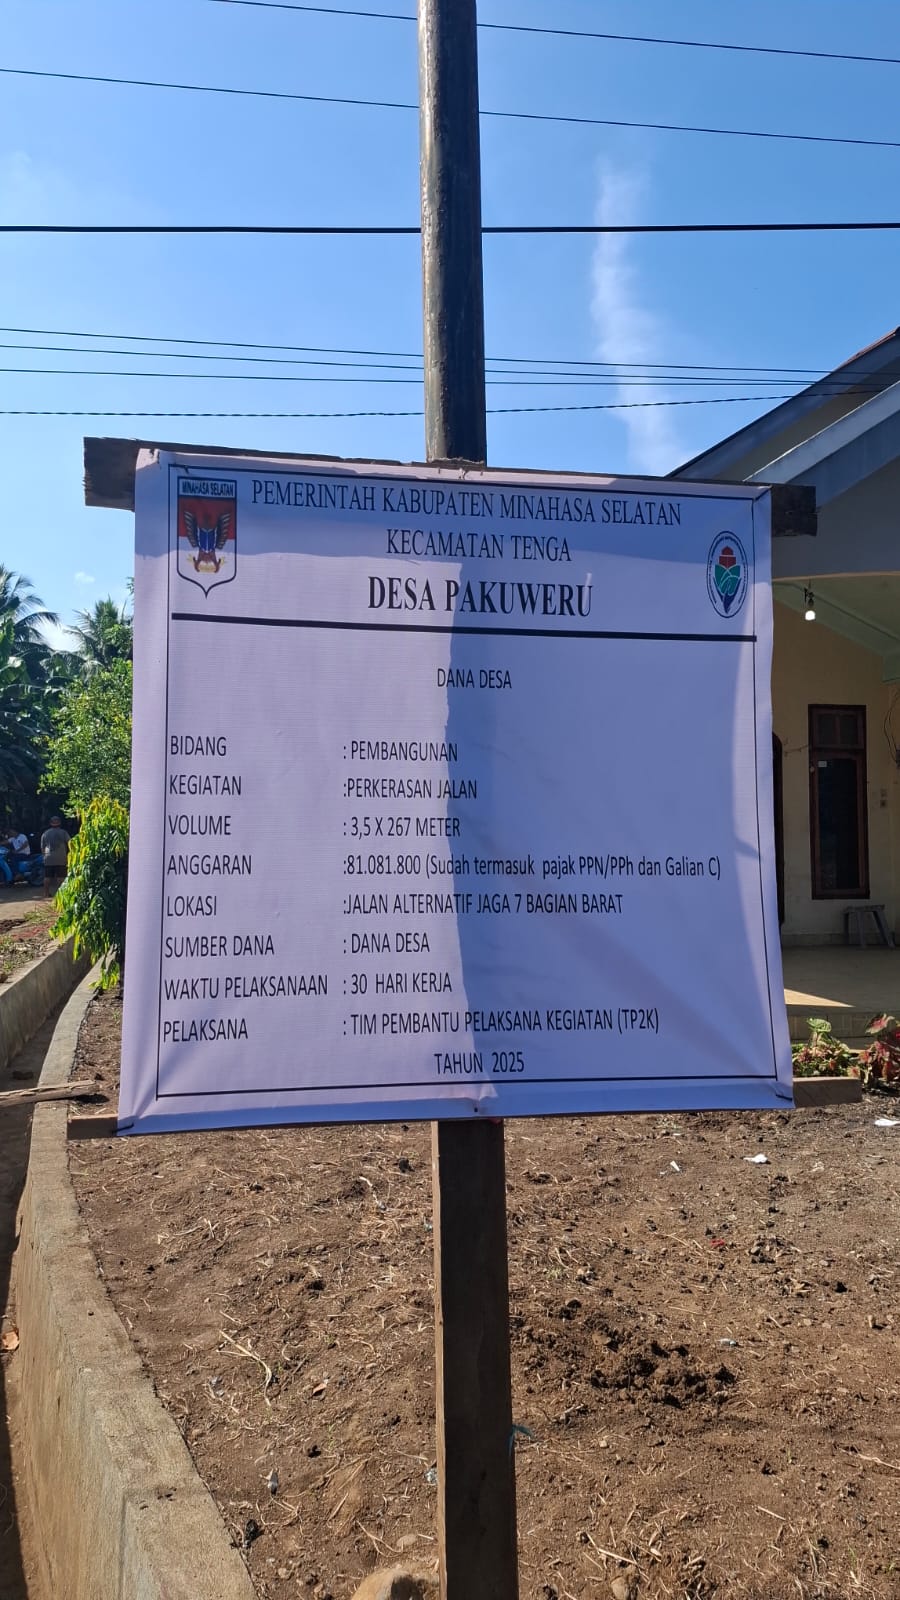 MINAHASA SELATAN
PEMERINTAH KABUPATEN MINAHASA SELATAN
KECAMATAN TENGA
DESA PAKUWERU
DANA DESA
BIDANG : PEMBANGUNAN
KEGIATAN :PERKERASAN JALAN
VOLUME : 3,5 X 267 METER
ANGGARAN :81.081.800 (Sudah termasuk pajak PPN/PPh dan Galian C)
LOKASI :JALAN ALTERNATIF JAGA 7 BAGIAN BARAT
SUMBER DANA : DANA DESA
WAKTU PELAKSANAAN : 30 HARI KERJA
PELAKSANA : TIM PEMBANTU PELAKSANA KEGIATAN (TP2K)
TAHUN 2025